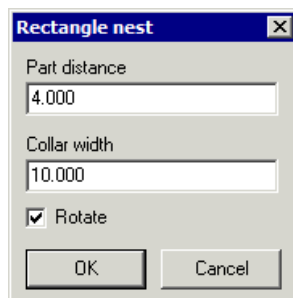 Rectangle nest
Part distance
4.000
Collar width
10.000
Rotate
OK Cancel